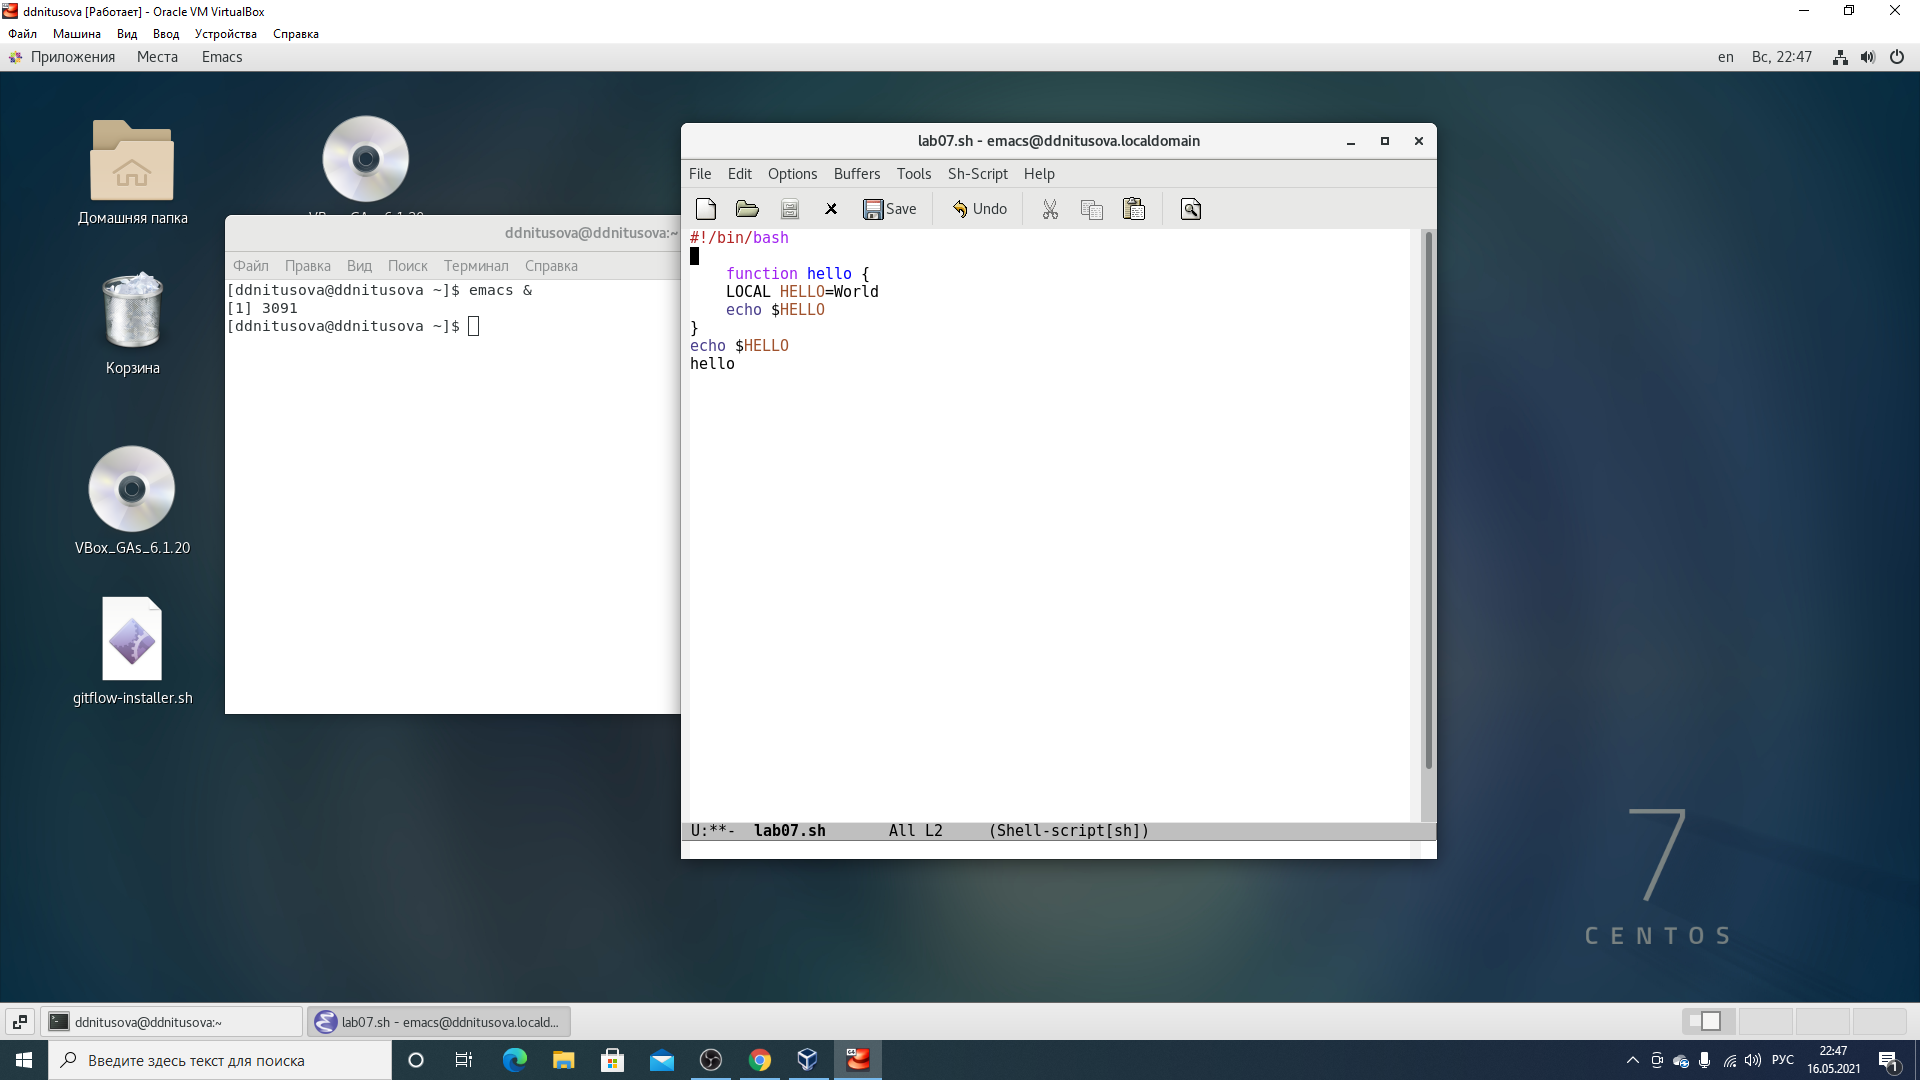 ddnitusova [Работает] - Oracle VM VirtualBox
Файл Машина Вид Ввод Устройства Справка
Приложения Места Emacs en Вс, 22:47
Домашняя папка
Корзина
VBox_GAs_6.1.20
gitflow-installer.sh
VBox_GAs_6.1.20
ddnitusova@ddnitusova:~
Файл Правка Вид Поиск Терминал Справка
[ddnitusova@ddnitusova ~]$ emacs &
[1] 3091
[ddnitusova@ddnitusova ~]$
lab07.sh - emacs@ddnitusova.localdomain
File Edit Options Buffers Tools Sh-Script Help
Save Undo
#!/bin/bash
function hello {
LOCAL HELLO=World
echo $HELLO
}
echo $HELLO
hello
U:**- lab07.sh All L2 (Shell-script[sh])
7
CENTOS
ddnitusova@ddnitusova:~ lab07.sh - emacs@ddnitusova.locald...
Введите здесь текст для поиска
64
РУС
22:47
16.05.2021
1